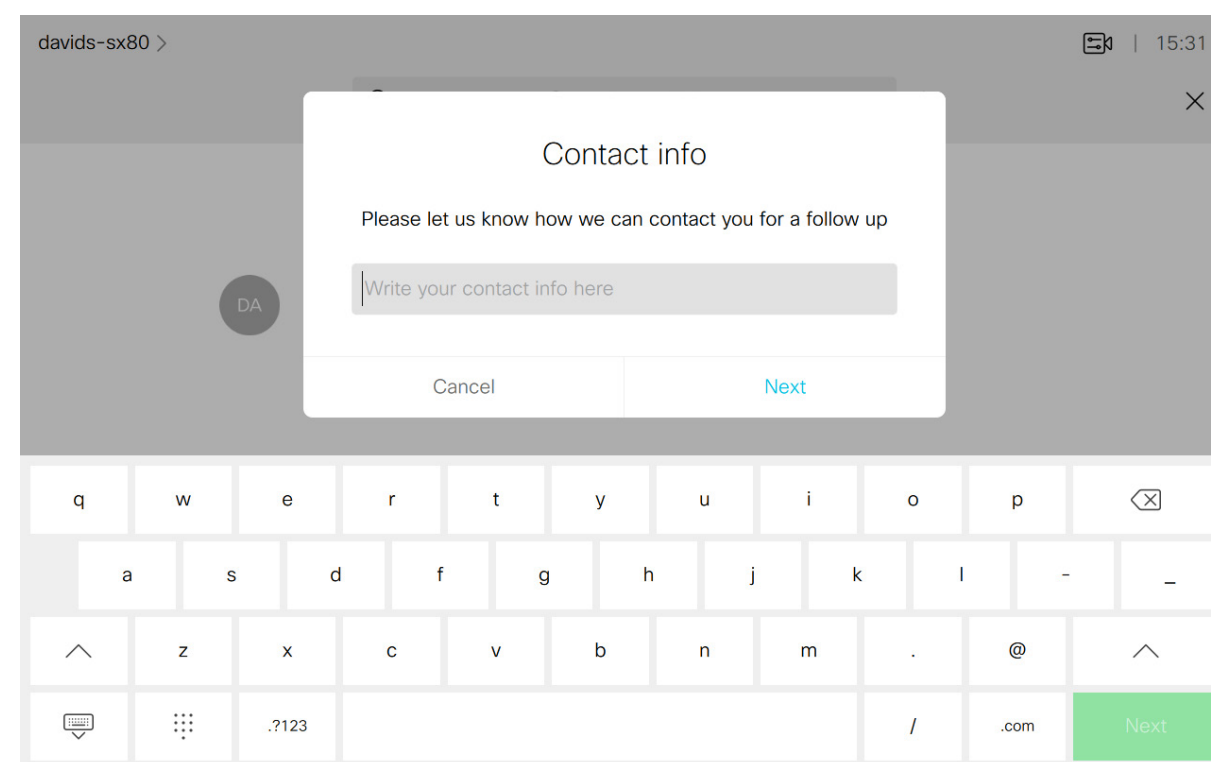 davids-sx80
15:31
Contact info
Please let us know how we can contact you for a follow up
Write your contact info here
DA
Cancel Next
q w e r t y u i o p
a s d f g h j k l - _
z x c v b n m . @
.?123 / .com Next